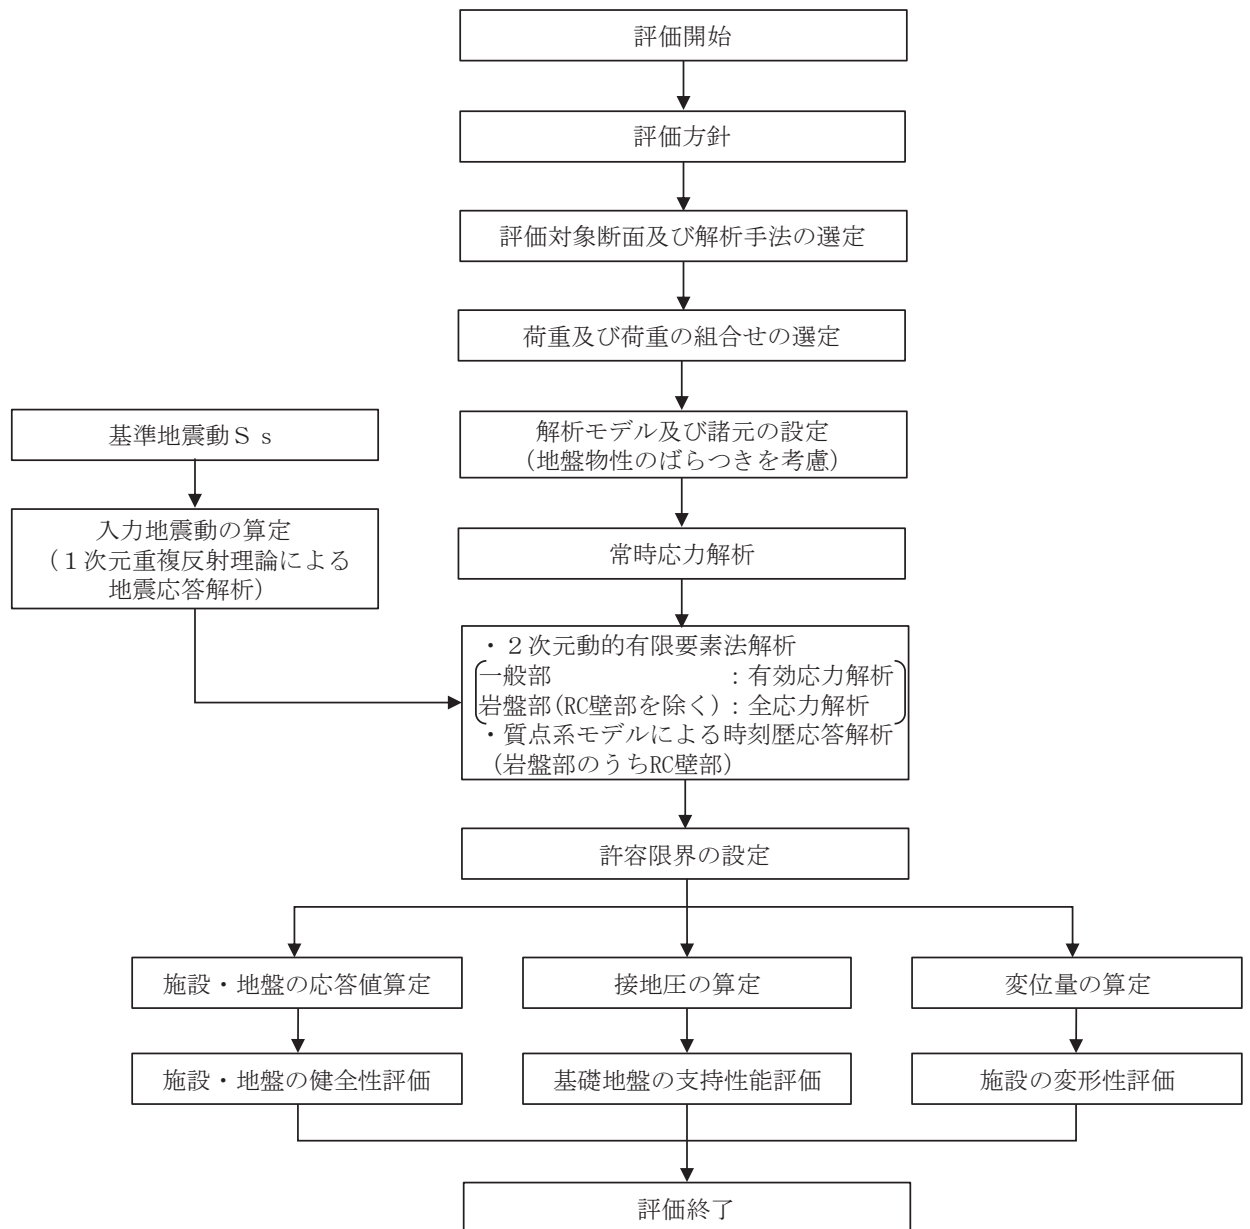 評価開始
評価方針
評価対象断面及び解析手法の選定
荷重及び荷重の組合せの選定
解析モデル及び諸元の設定
（地盤物性のばらつきを考慮）
基準地震動Ｓｓ
入力地震動の算定
（１次元重複反射理論による
地震応答解析）
常時応力解析
・２次元動的有限要素法解析
一般部　　　　　　　：有効応力解析
岩盤部(RC壁部を除く)：全応力解析
・質点系モデルによる時刻歴応答解析
（岩盤部のうちRC壁部）
許容限界の設定
施設・地盤の応答値算定
接地圧の算定
変位量の算定
施設・地盤の健全性評価
基礎地盤の支持性能評価
施設の変形性評価
評価終了